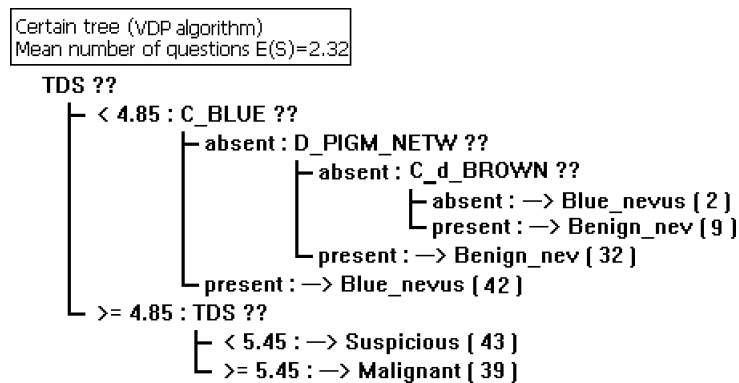 Certain tree (VDP algorithm)
Mean number of questions E(S)=2.32
TDS ??
< 4.85 : C_BLUE ??
absent : D_PIGM_NETW ??
absent : C_d_BROWN ??
absent : —> Blue_nevus ( 2 )
present : —> Benign_nev ( 9 )
present : —> Benign_nev ( 32 )
present : —> Blue_nevus ( 42 )
>= 4.85 : TDS ??
< 5.45 : —> Suspicious ( 43 )
>= 5.45 : —> Malignant ( 39 )